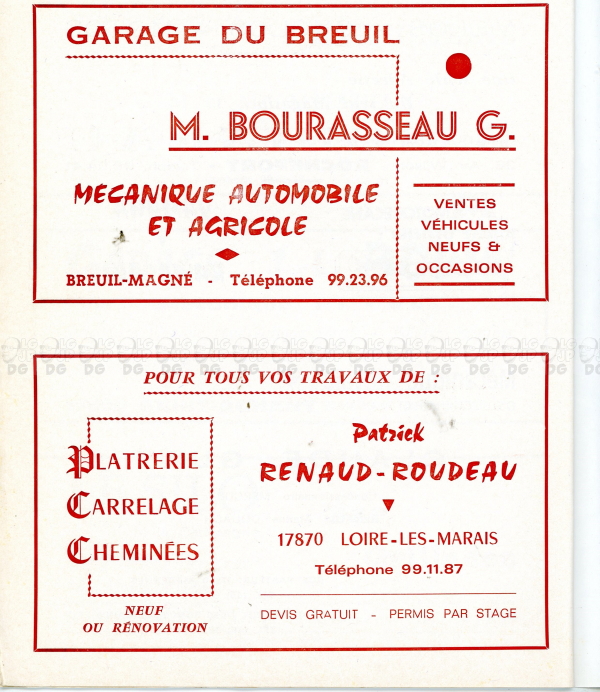 GARAGE DU BREUIL
M. BOURASSEAU G.
MECANIQUE AUTOMOBILE
ET AGRICOLE
BREUIL-MAGNÉ - Téléphone 99.23.96
VENTES
VÉHICULES
NEUFS &
OCCASIONS
POUR TOUS VOS TRAVAUX DE :
PLATRERIE
CARRELAGE
CHEMINÉES
NEUF
OU RÉNOVATION
Patrick
RENAUD-ROUDEAU
17870 LOIRE-LES-MARAIS
Téléphone 99.11.87
DEVIS GRATUIT - PERMIS PAR STAGE